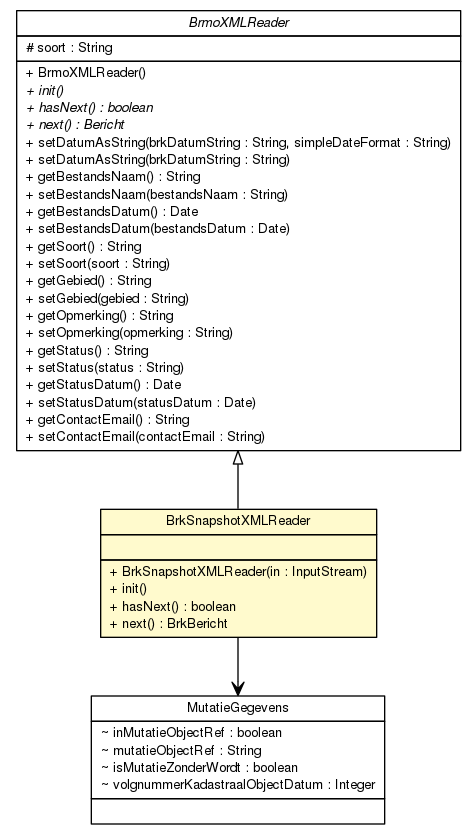 BrmoXMLReader
# soort : String
+ BrmoXMLReader()
+ init()
+ hasNext() : boolean
+ next() : Bericht
+ setDatumAsString(brkDatumString : String, simpleDateFormat : String)
+ setDatumAsString(brkDatumString : String)
+ getBestandsNaam() : String
+ setBestandsNaam(bestandsNaam : String)
+ getBestandsDatum() : Date
+ setBestandsDatum(bestandsDatum : Date)
+ getSoort() : String
+ setSoort(soort : String)
+ getGebied() : String
+ setGebied(gebied : String)
+ getOpmerking() : String
+ setOpmerking(opmerking : String)
+ getStatus() : String
+ setStatus(status : String)
+ getStatusDatum() : Date
+ setStatusDatum(statusDatum : Date)
+ getContactEmail() : String
+ setContactEmail(contactEmail : String)
BrkSnapshotXMLReader
+ BrkSnapshotXMLReader(in : InputStream)
+ init()
+ hasNext() : boolean
+ next() : BrkBericht
MutatieGegevens
~ inMutatieObjectRef : boolean
~ mutatieObjectRef : String
~ isMutatieZonderWordt : boolean
~ volgnummerKadastraalObjectDatum : Integer